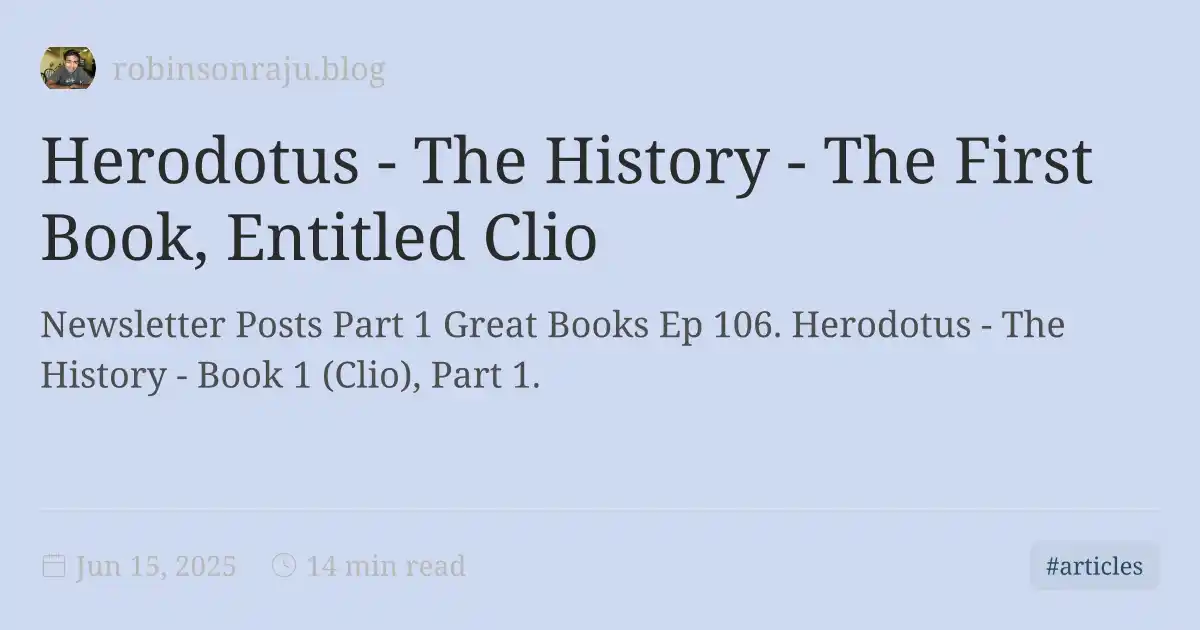 robinsonraju.blog
Herodotus - The History - The First
Book, Entitled Clio
Newsletter Posts Part 1 Great Books Ep 106. Herodotus - The
History - Book 1 (Clio), Part 1.
Jun 15, 2025
14 min read
#articles